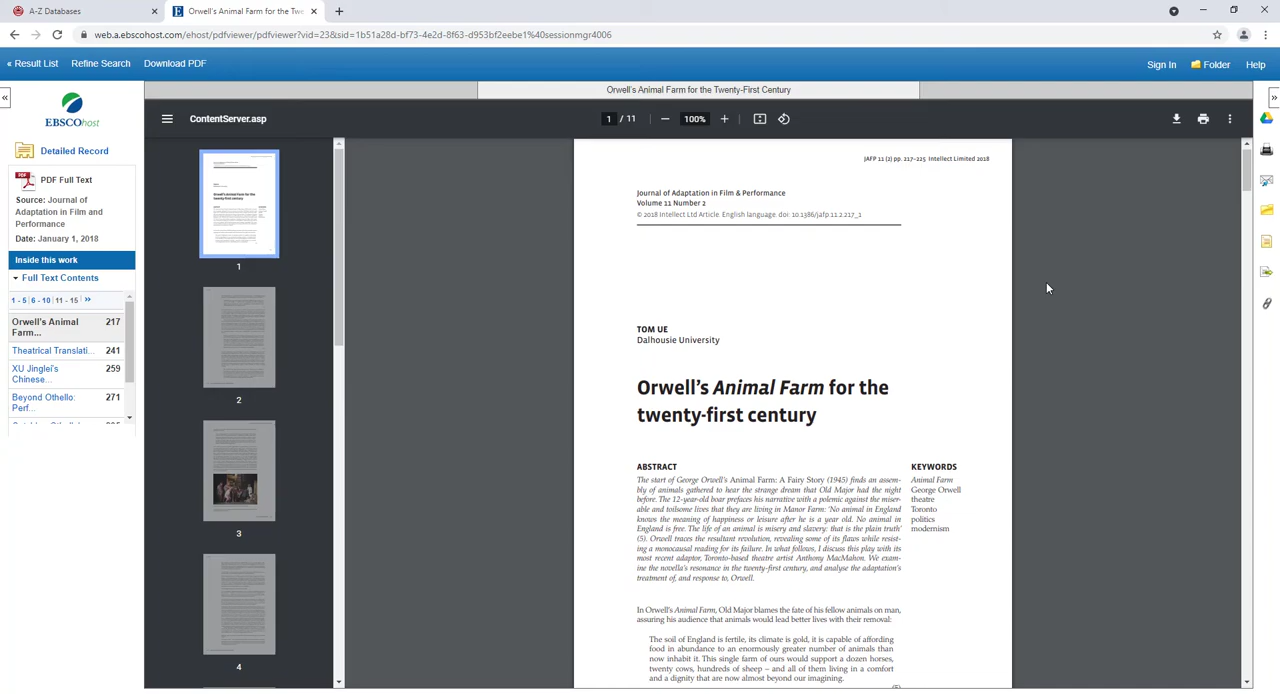 A-Z Databases
Orwell's Animal Farm for the Twe
web.a.ebscohost.com/ehost/pdfviewer/pdfviewer?vid=23&sid=1b51a28d-bf73-4e2d-8f63-d953bf2eebe1%40sessionmgr4006
« Result List Refine Search Download PDF
Sign In Folder Help
Orwell's Animal Farm for the Twenty-First Century
EBSCOhost
Detailed Record
PDF
PDF Full Text
Source: Journal of
Adaptation in Film and
Performance
Date: January 1, 2018
Inside this work
Full Text Contents
1 - 5 | 6 - 10 | 11 - 15 | »
Orwell's Animal 217
Farm...
Theatrical Translati... 241
XU Jinglei's 259
Chinese...
Beyond Othello: 271
Perf...
ContentServer.asp
1 / 11 — 100% +
1
2
3
4
JAFP 11 (2) pp. 217–225 Intellect Limited 2018
Journal of Adaptation in Film & Performance
Volume 11 Number 2
© 2018 Intellect Ltd Article. English language. doi: 10.1386/jafp.11.2.217_1
TOM UE
Dalhousie University
Orwell's Animal Farm for the
twenty-first century
ABSTRACT
The start of George Orwell's Animal Farm: A Fairy Story (1945) finds an assem-
bly of animals gathered to hear the strange dream that Old Major had the night
before. The 12-year-old boar prefaces his narrative with a polemic against the miser-
able and toilsome lives that they are living in Manor Farm: 'No animal in England
knows the meaning of happiness or leisure after he is a year old. No animal in
England is free. The life of an animal is misery and slavery: that is the plain truth'
(5). Orwell traces the resultant revolution, revealing some of its flaws while resist-
ing a monocausal reading for its failure. In what follows, I discuss this play with its
most recent adaptor, Toronto-based theatre artist Anthony MacMahon. We exam-
ine the novella's resonance in the twenty-first century, and analyse the adaptation's
treatment of, and response to, Orwell.
KEYWORDS
Animal Farm
George Orwell
theatre
Toronto
politics
modernism
In Orwell's Animal Farm, Old Major blames the fate of his fellow animals on man,
assuring his audience that animals would lead better lives with their removal:
The soil of England is fertile, its climate is gold, it is capable of affording
food in abundance to an enormously greater number of animals than
now inhabit it. This single farm of ours would support a dozen horses,
twenty cows, hundreds of sheep – and all of them living in a comfort
and a dignity that are now almost beyond our imagining.
(5)